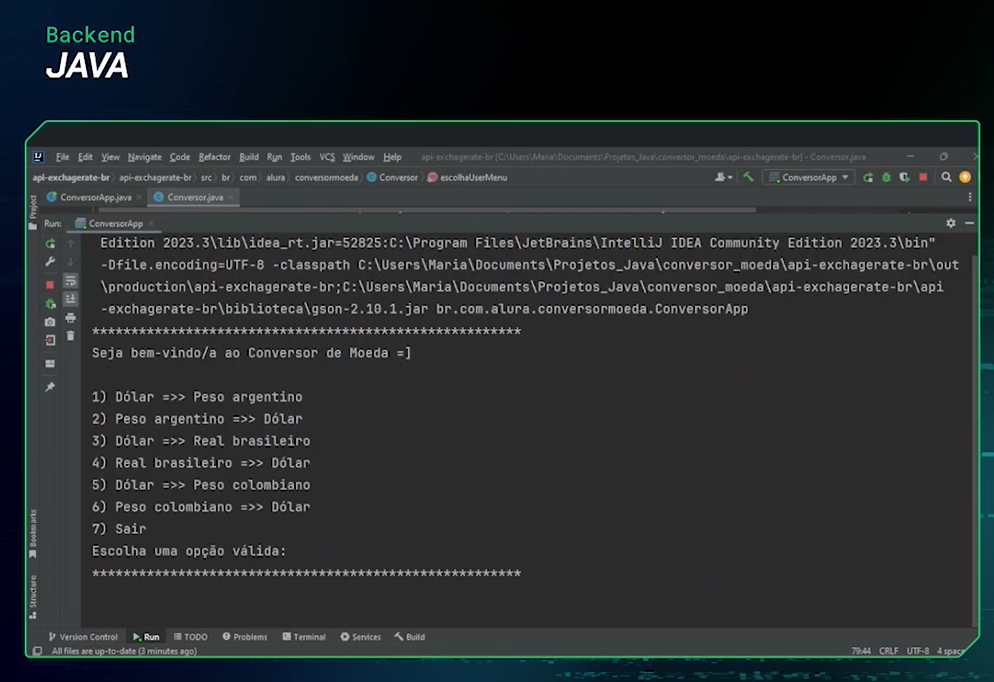 Backend
JAVA
File Edit View Navigate Code Refactor Build Run Tools VCS Window Help api-exchagerate-br [C:\Users\Maria\Documents\Projetos_Java\conversor_moeda\api-exchagerate-br] - Conversor.java
api-exchagerate-br api-exchagerate-br src br com alura conversormoeda Conversor escolhaUserMenu ConversorApp
Project
ConversorApp.java Conversor.java
Run: ConversorApp
Edition 2023.3\lib\idea_rt.jar=52825:C:\Program Files\JetBrains\IntelliJ IDEA Community Edition 2023.3\bin"
-Dfile.encoding=UTF-8 -classpath C:\Users\Maria\Documents\Projetos_Java\conversor_moeda\api-exchagerate-br\out
\production\api-exchagerate-br;C:\Users\Maria\Documents\Projetos_Java\conversor_moeda\api-exchagerate-br\api
-exchagerate-br\biblioteca\gson-2.10.1.jar br.com.alura.conversormoeda.ConversorApp
*******************************************************
Seja bem-vindo/a ao Conversor de Moeda =]
1) Dólar =>> Peso argentino
2) Peso argentino =>> Dólar
3) Dólar =>> Real brasileiro
4) Real brasileiro =>> Dólar
5) Dólar =>> Peso colombiano
6) Peso colombiano =>> Dólar
7) Sair
Escolha uma opção válida:
*******************************************************
Bookmarks
Structure
Version Control Run TODO Problems Terminal Services Build
All files are up-to-date (3 minutes ago) 79:44 CRLF UTF-8 4 spac